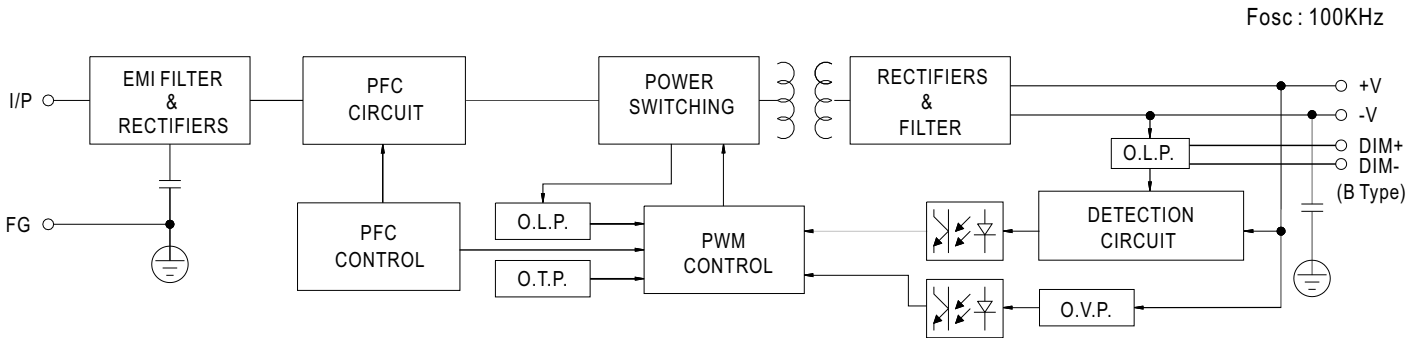 Fosc : 100KHz
I/P
EMI FILTER
&
RECTIFIERS
PFC
CIRCUIT
POWER
SWITCHING
RECTIFIERS
&
FILTER
+V
-V
DIM+
DIM-
(B Type)
O.L.P.
FG
PFC
CONTROL
O.L.P.
O.T.P.
PWM
CONTROL
DETECTION
CIRCUIT
O.V.P.